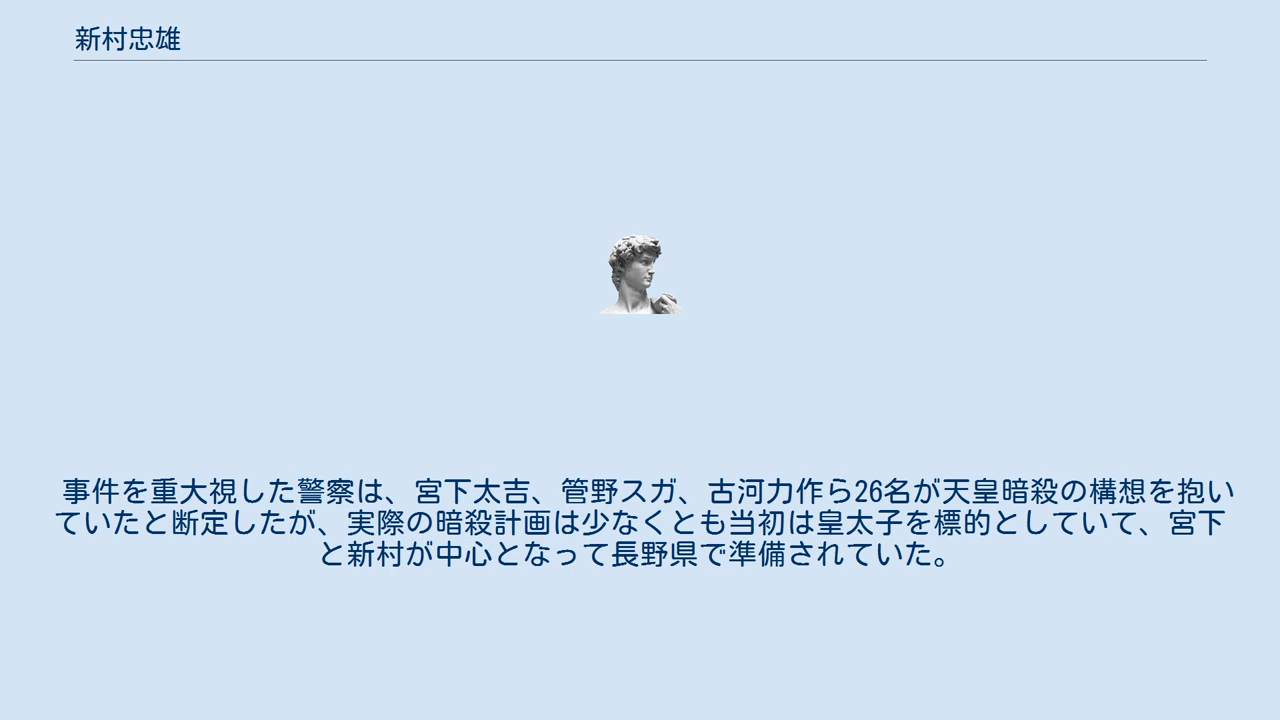 新村忠雄
事件を重大視した警察は、宮下太吉、管野スガ、古河力作ら26名が天皇暗殺の構想を抱い
ていたと断定したが、実際の暗殺計画は少なくとも当初は皇太子を標的としていて、宮下
と新村が中心となって長野県で準備されていた。